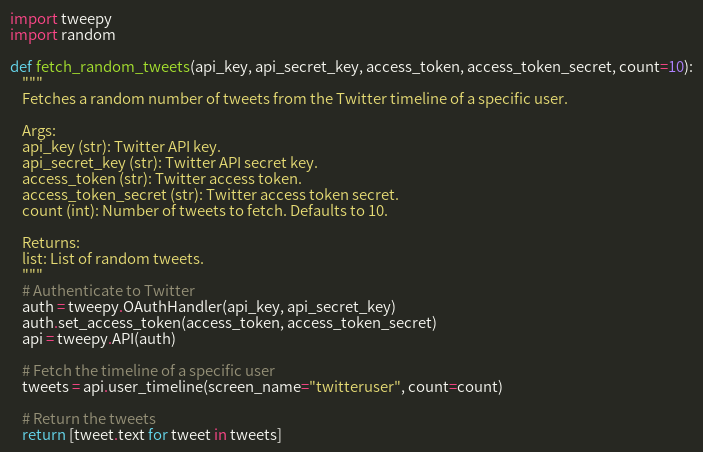 import tweepy
import random
def fetch_random_tweets(api_key, api_secret_key, access_token, access_token_secret, count=10):
"""
Fetches a random number of tweets from the Twitter timeline of a specific user.
Args:
api_key (str): Twitter API key.
api_secret_key (str): Twitter API secret key.
access_token (str): Twitter access token.
access_token_secret (str): Twitter access token secret.
count (int): Number of tweets to fetch. Defaults to 10.
Returns:
list: List of random tweets.
"""
# Authenticate to Twitter
auth = tweepy.OAuthHandler(api_key, api_secret_key)
auth.set_access_token(access_token, access_token_secret)
api = tweepy.API(auth)
# Fetch the timeline of a specific user
tweets = api.user_timeline(screen_name="twitteruser", count=count)
# Return the tweets
return [tweet.text for tweet in tweets]